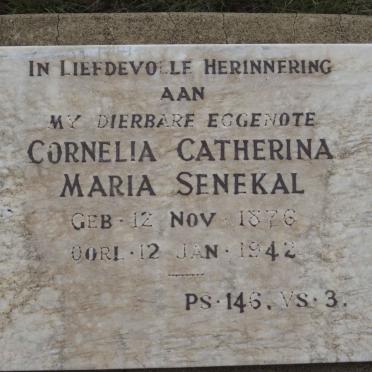 IN LIEFDEVOLLE HERINNERING
AAN
MY DIERBARE EGGENOTE
CORNELIA CATHERINA
MARIA SENEKAL
GEB · 12 NOV · 1876
OORL · 12 JAN · 1942
PS · 146, VS · 3.